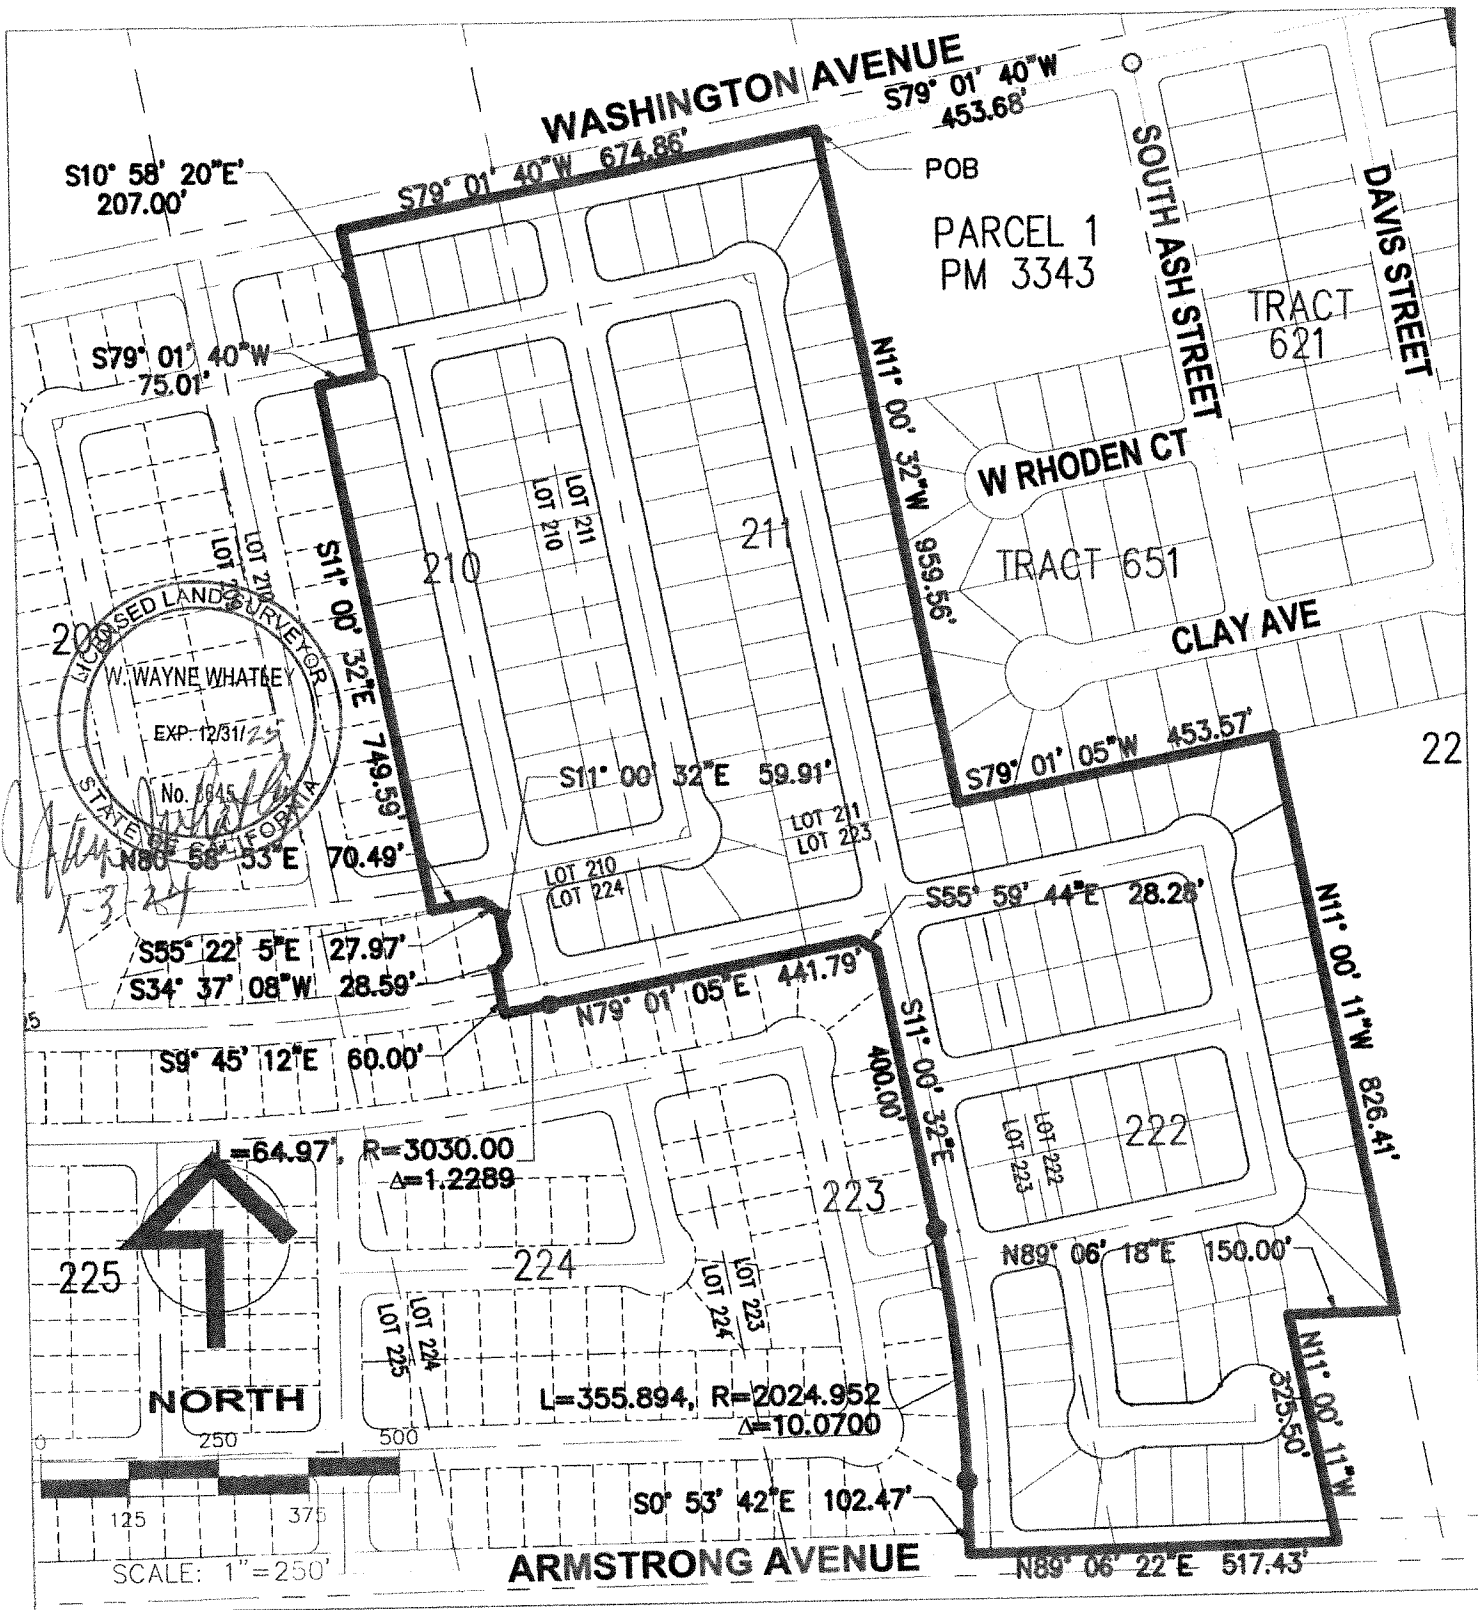 WASHINGTON AVENUE
S79° 01' 40"W
453.68'
S79° 01' 40"W 674.86'
S10° 58' 20"E'
207.00'
POB
PARCEL 1
PM 3343
SOUTH ASH STREET
DAVIS STREET
TRACT
621
S79° 01' 40"W
75.01'
N11° 00' 32"W 959.56'
W RHODEN CT
TRACT 651
CLAY AVE
LOT 211
LOT 210
210
211
S11° 00' 32"E 749.59'
LOT 210
LICENSED LAND SURVEYOR
W. WAYNE WHATLEY
EXP. 12/31/25
No.
STATE OF CALIFORNIA
1-3-24
S79° 01' 05"W 453.57'
22
S11° 00' 32"E 59.91'
LOT 211
LOT 223
N80° 58' 53"E 70.49'
LOT 210
LOT 224
S55° 59' 44"E 28.28'
S55° 22' 5"E 27.97'
S34° 37' 08"W 28.59'
N79° 01' 05"E 441.79'
S9° 45' 12"E 60.00'
N11° 00' 11"W 826.41'
S11° 00' 32"E
400.00'
L=64.97', R=3030.00
Δ=1.2289
LOT 222
LOT 223
222
223
224
225
N89° 06' 18"E 150.00'
LOT 223
LOT 224
LOT 224
LOT 225
NORTH
L=355.894, R=2024.952
Δ=10.0700
N11° 00' 11"W
325.50'
0 250 500
125 375
SCALE: 1"=250'
S0° 53' 42"E 102.47'
ARMSTRONG AVENUE
N89° 06' 22"E 517.43'